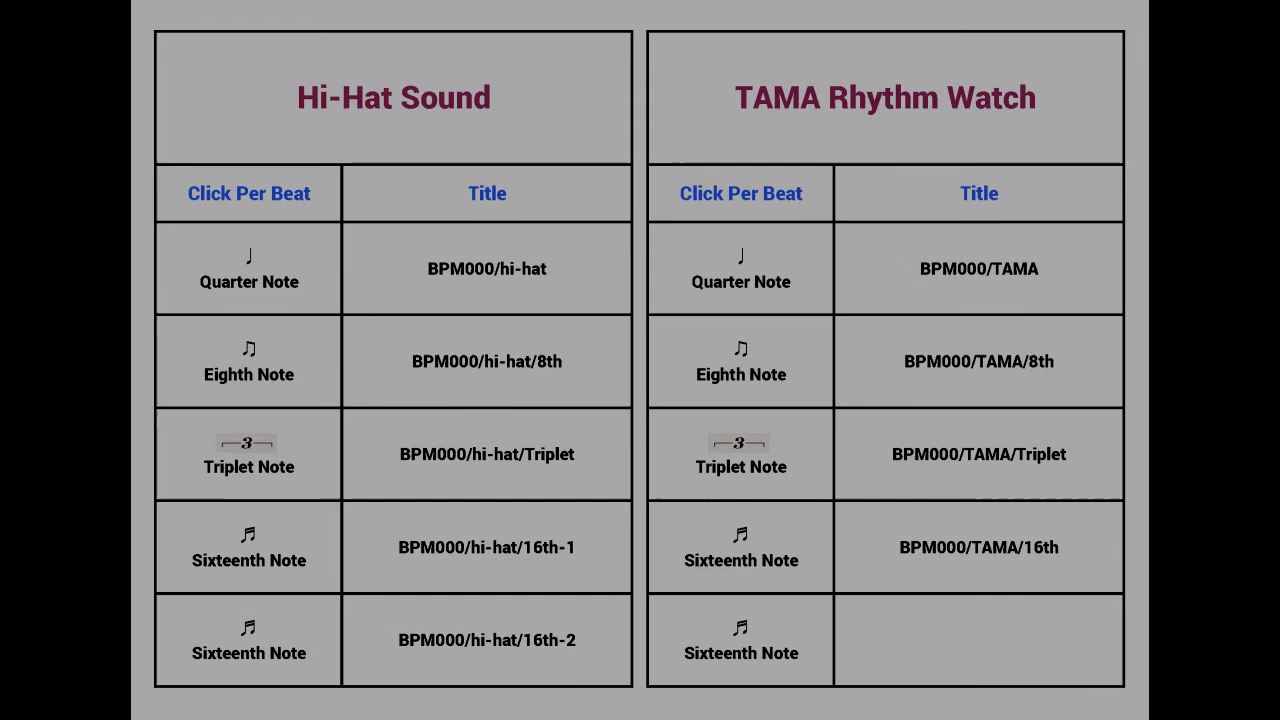 Hi-Hat Sound
Click Per Beat
Title
♩
Quarter Note
BPM000/hi-hat
♫
Eighth Note
BPM000/hi-hat/8th
3
Triplet Note
BPM000/hi-hat/Triplet
♬
Sixteenth Note
BPM000/hi-hat/16th-1
♬
Sixteenth Note
BPM000/hi-hat/16th-2
TAMA Rhythm Watch
Click Per Beat
Title
♩
Quarter Note
BPM000/TAMA
♫
Eighth Note
BPM000/TAMA/8th
3
Triplet Note
BPM000/TAMA/Triplet
♬
Sixteenth Note
BPM000/TAMA/16th
♬
Sixteenth Note